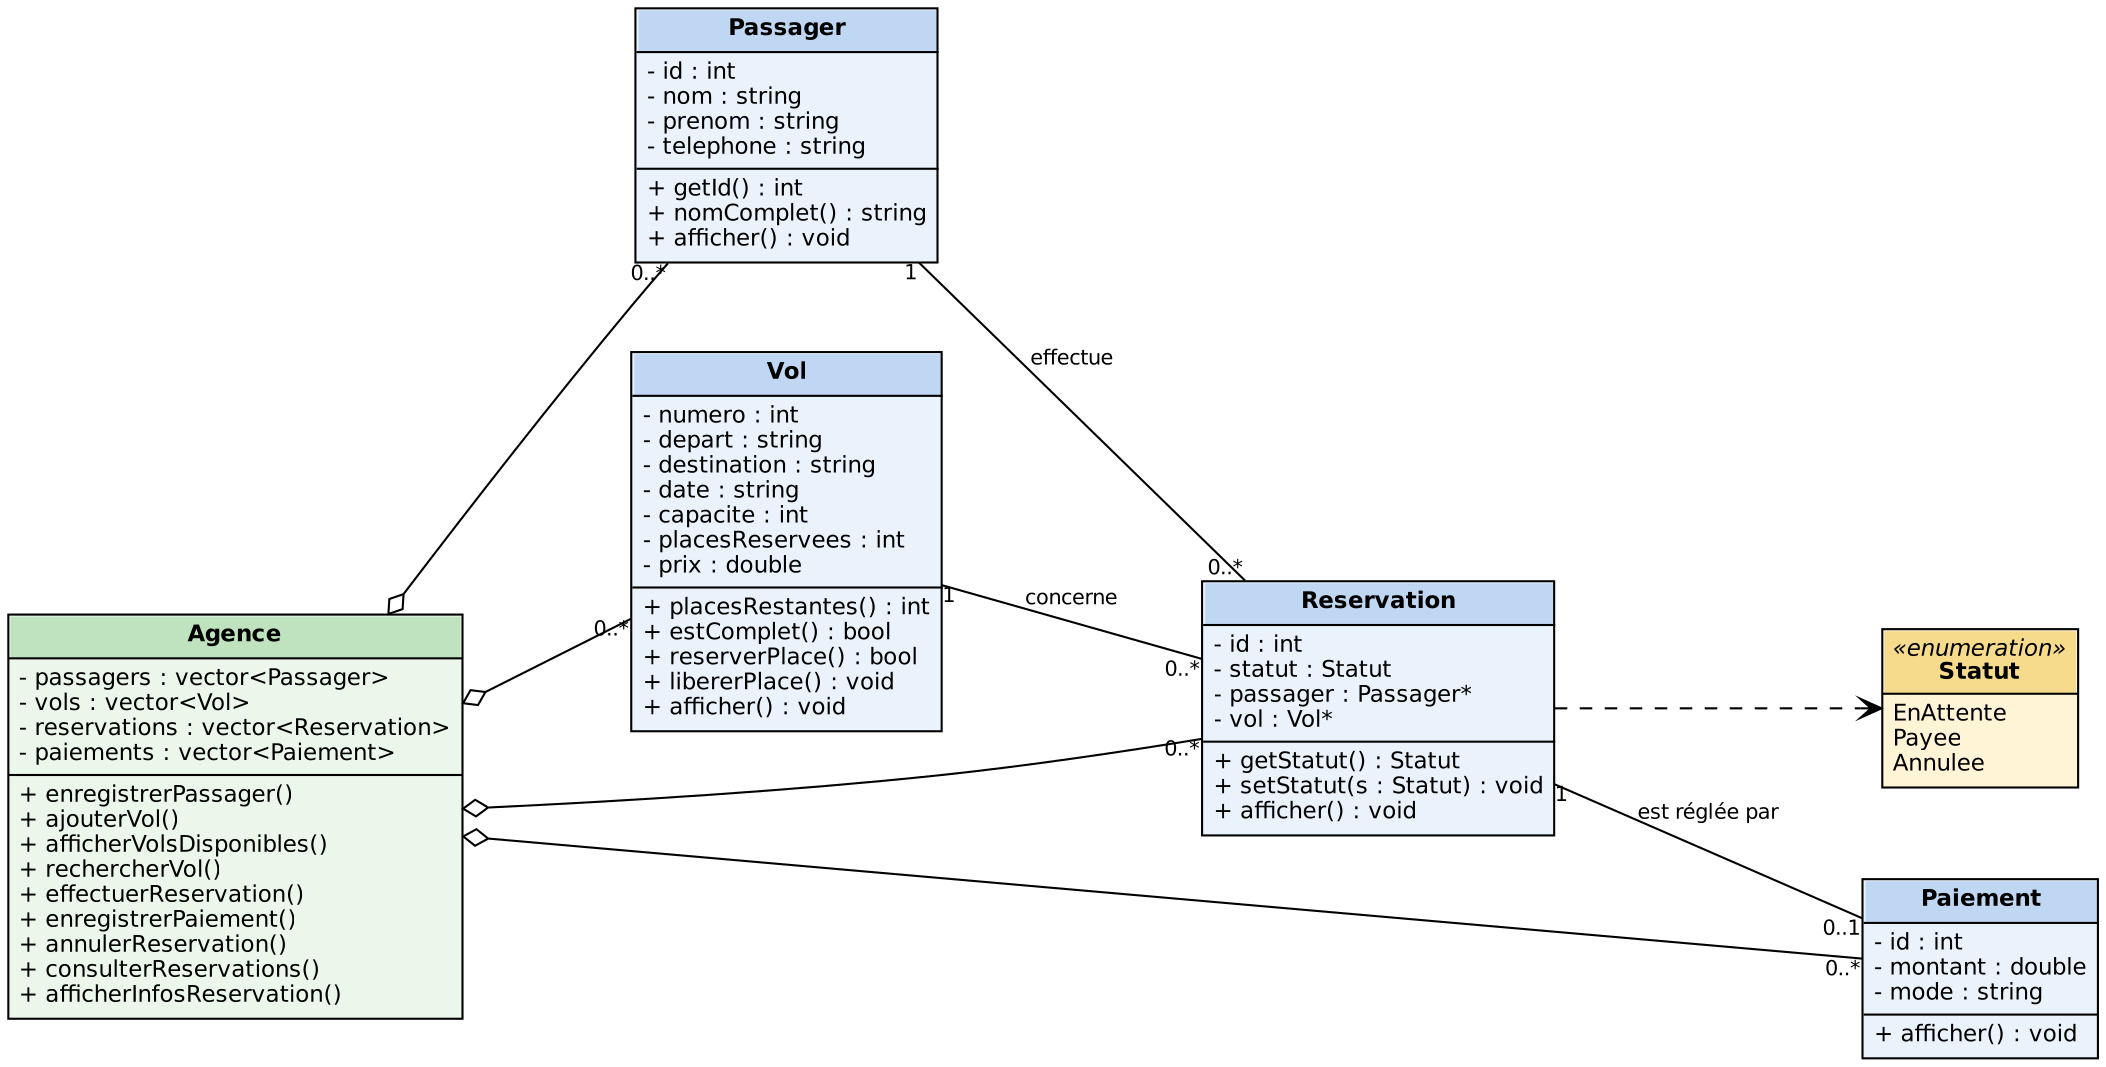 Passager
- id : int
- nom : string
- prenom : string
- telephone : string
+ getId() : int
+ nomComplet() : string
+ afficher() : void
0..*
1
effectue
0..*
Vol
- numero : int
- depart : string
- destination : string
- date : string
- capacite : int
- placesReservees : int
- prix : double
+ placesRestantes() : int
+ estComplet() : bool
+ reserverPlace() : bool
+ libererPlace() : void
+ afficher() : void
0..*
1
concerne
0..*
Agence
- passagers : vector<Passager>
- vols : vector<Vol>
- reservations : vector<Reservation>
- paiements : vector<Paiement>
+ enregistrerPassager()
+ ajouterVol()
+ afficherVolsDisponibles()
+ rechercherVol()
+ effectuerReservation()
+ enregistrerPaiement()
+ annulerReservation()
+ consulterReservations()
+ afficherInfosReservation()
Reservation
- id : int
- statut : Statut
- passager : Passager*
- vol : Vol*
+ getStatut() : Statut
+ setStatut(s : Statut) : void
+ afficher() : void
0..*
1
est réglée par
0..1
0..*
«enumeration»
Statut
EnAttente
Payee
Annulee
Paiement
- id : int
- montant : double
- mode : string
+ afficher() : void